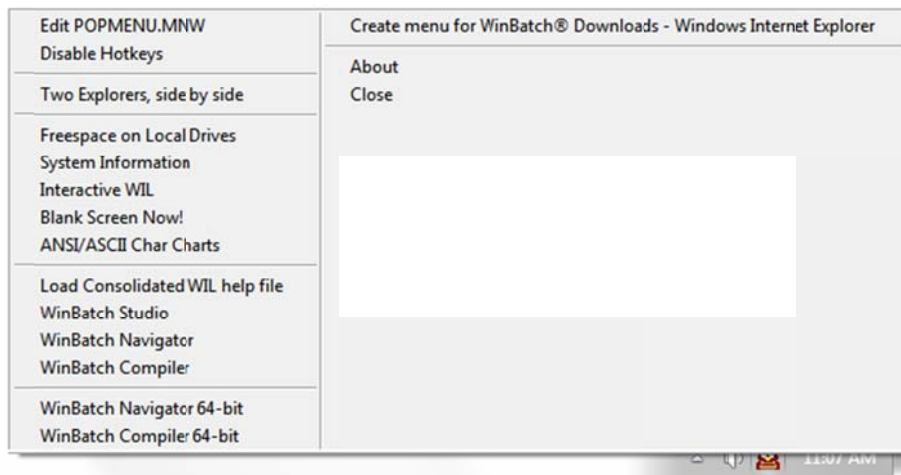 Edit POPMENU.MNW
Disable Hotkeys
Two Explorers, side by side
Freespace on Local Drives
System Information
Interactive WIL
Blank Screen Now!
ANSI/ASCII Char Charts
Load Consolidated WIL help file
WinBatch Studio
WinBatch Navigator
WinBatch Compiler
WinBatch Navigator 64-bit
WinBatch Compiler 64-bit
Create menu for WinBatch® Downloads - Windows Internet Explorer
About
Close
11:07 AM